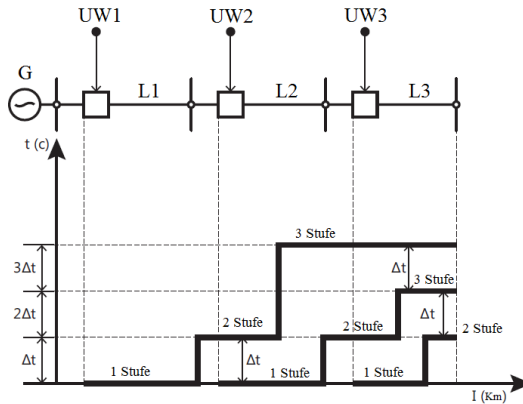 UW1 UW2 UW3
G L1 L2 L3
t (c)
3 Stufe
3Δt Δt 3 Stufe
2Δt 2 Stufe 2 Stufe Δt 2 Stufe
Δt Δt
1 Stufe 1 Stufe 1 Stufe
I (Km)